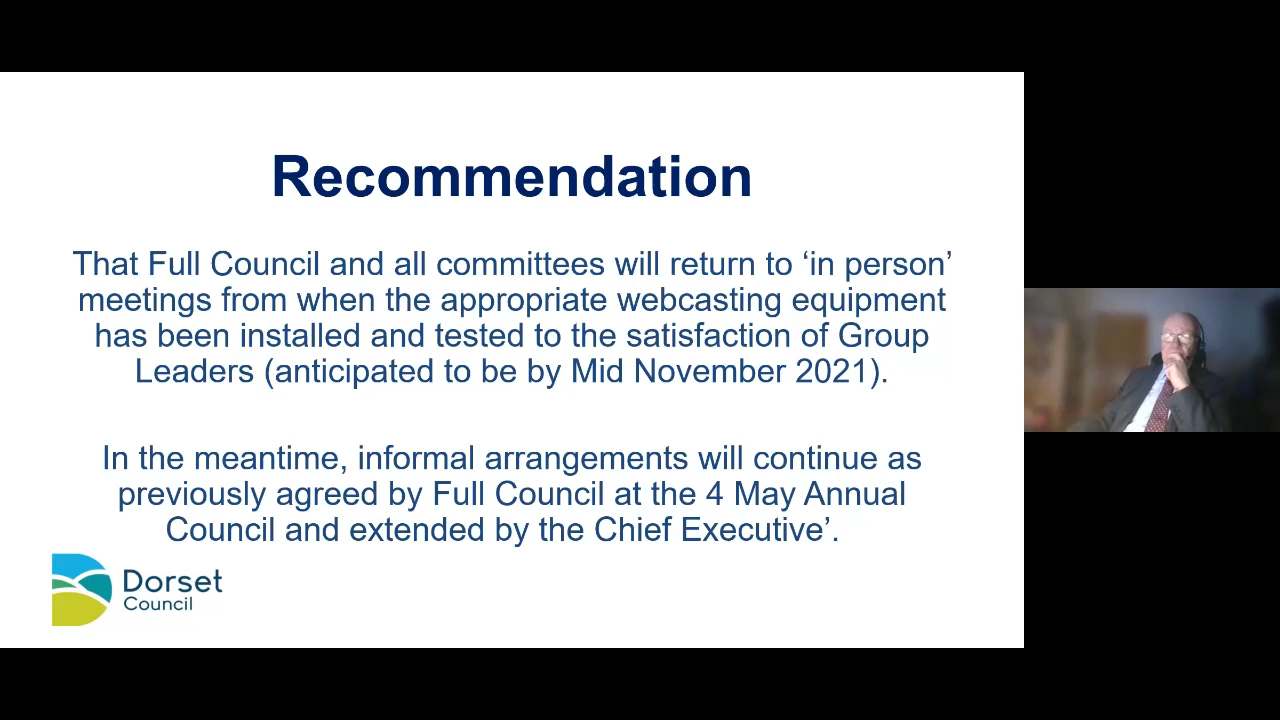 Recommendation
That Full Council and all committees will return to ‘in person’
meetings from when the appropriate webcasting equipment
has been installed and tested to the satisfaction of Group
Leaders (anticipated to be by Mid November 2021).
In the meantime, informal arrangements will continue as
previously agreed by Full Council at the 4 May Annual
Council and extended by the Chief Executive’.
Dorset
Council